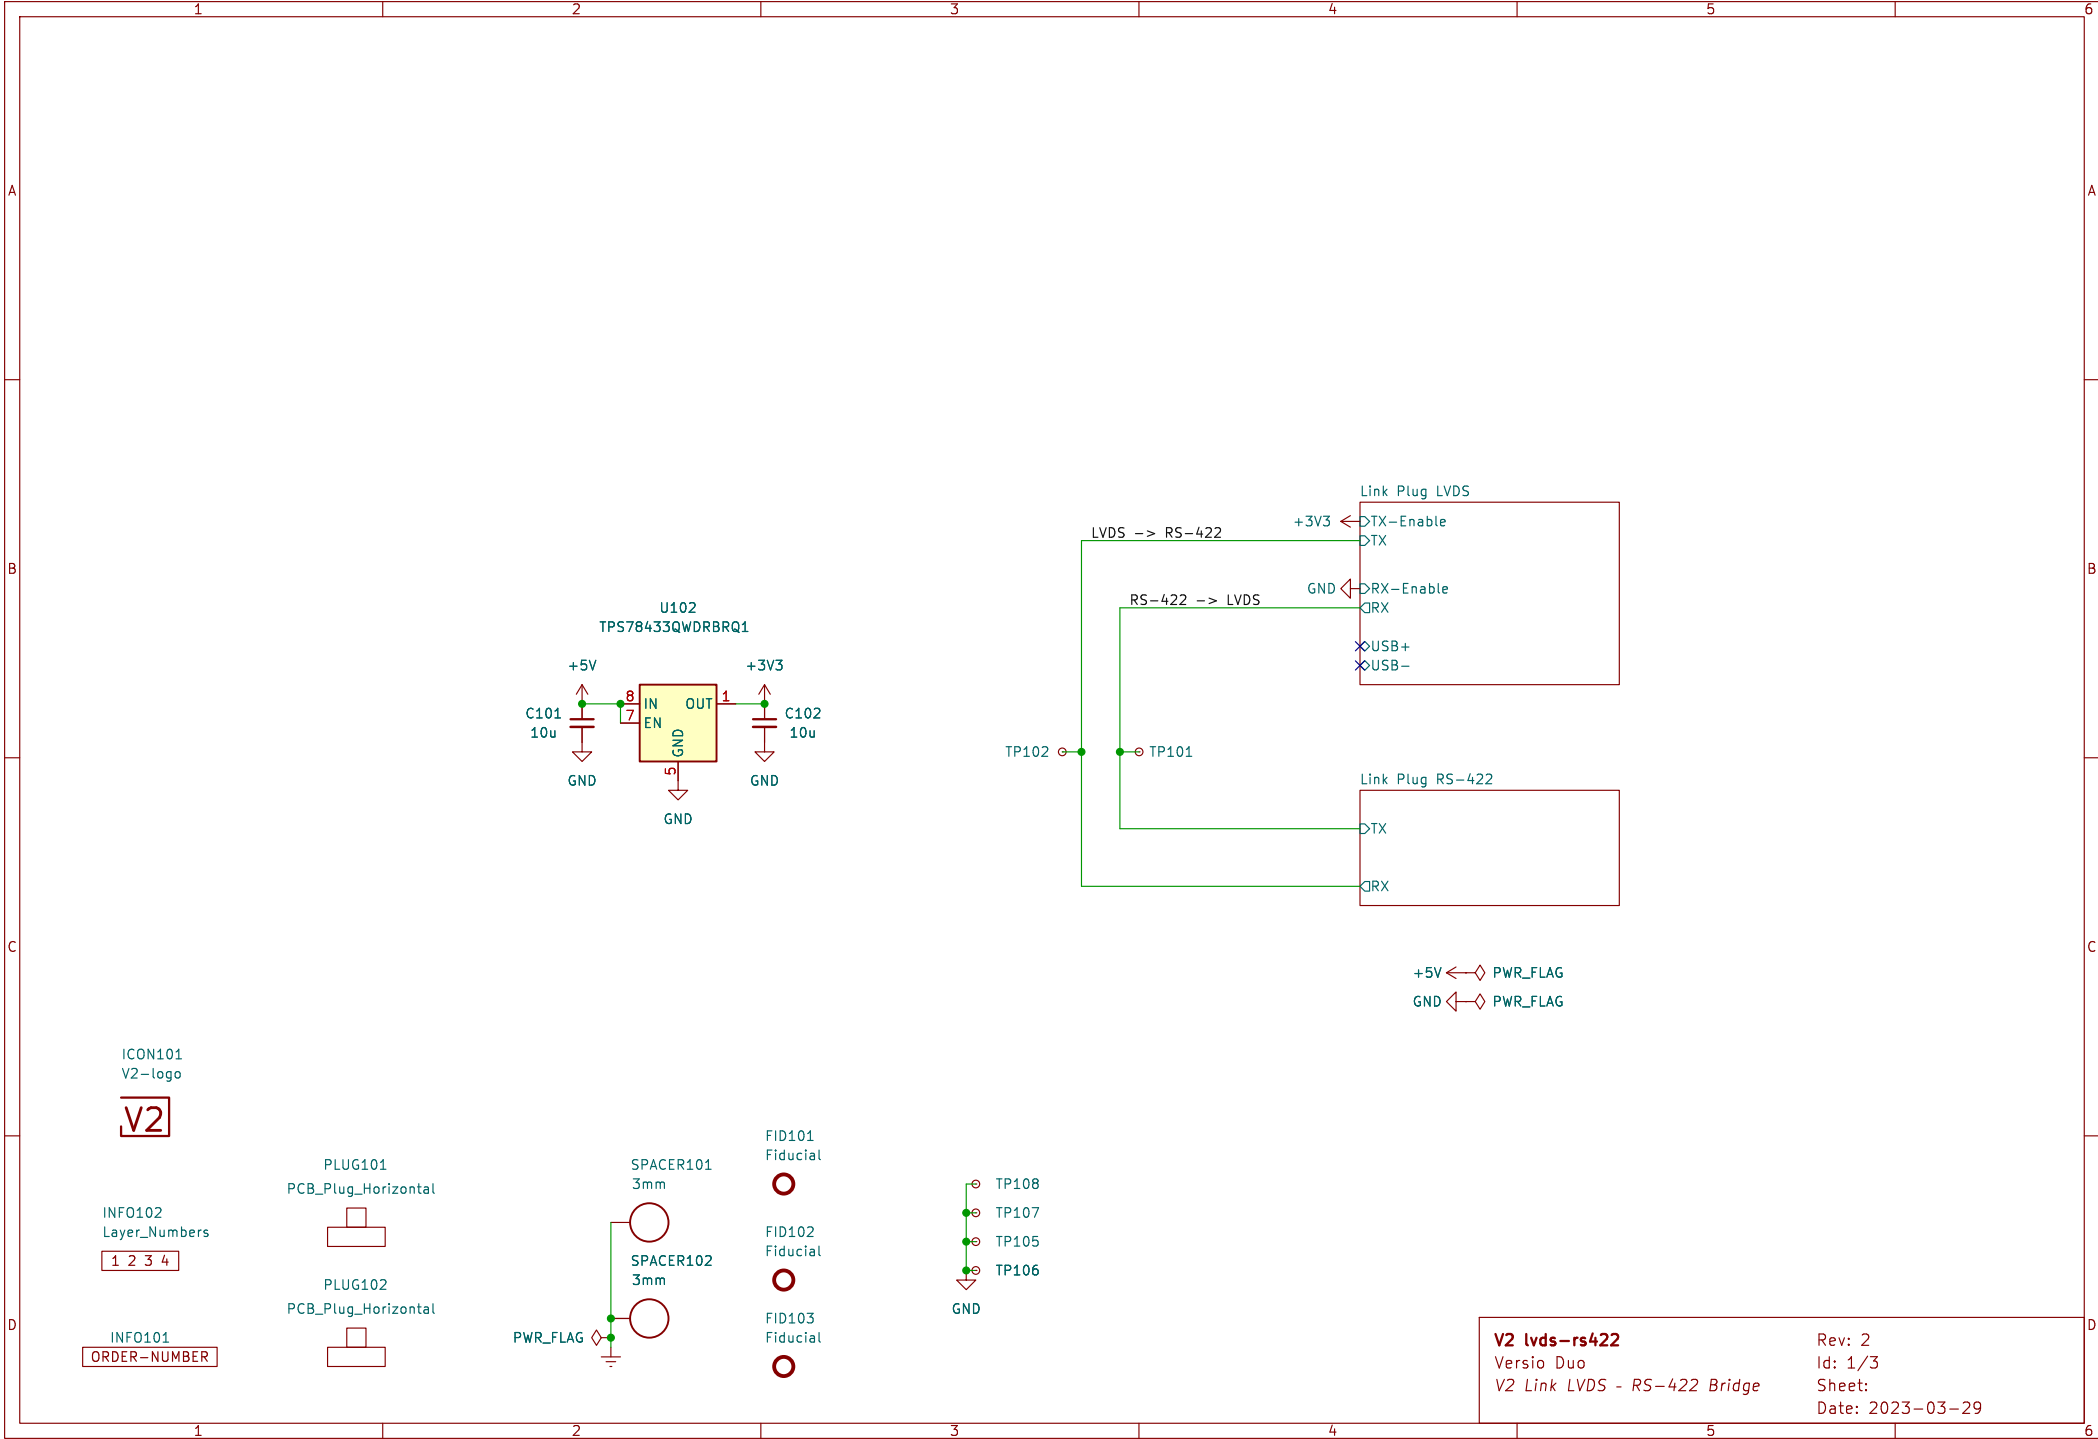 1 2 3 4 5 6
A A
Link Plug LVDS
+3V3 TX-Enable
LVDS -> RS-422
TX
B B
GND RX-Enable
RS-422 -> LVDS
RX
USB+
USB-
U102
TPS78433QWDRBRQ1
+5V +3V3
8 IN OUT 1
7 EN
GND
5
C101
10u
C102
10u
GND GND
GND
TP102 TP101
Link Plug RS-422
TX
RX
C C
+5V PWR_FLAG
GND PWR_FLAG
ICON101
V2-logo
V2
INFO102
Layer_Numbers
1 2 3 4
INFO101
ORDER-NUMBER
PLUG101
PCB_Plug_Horizontal
PLUG102
PCB_Plug_Horizontal
SPACER101
3mm
SPACER102
3mm
PWR_FLAG
FID101
Fiducial
FID102
Fiducial
FID103
Fiducial
TP108
TP107
TP105
TP106
GND
D D
V2 lvds-rs422
Versio Duo
V2 Link LVDS - RS-422 Bridge
Rev: 2
Id: 1/3
Sheet:
Date: 2023-03-29
1 2 3 4 5 6